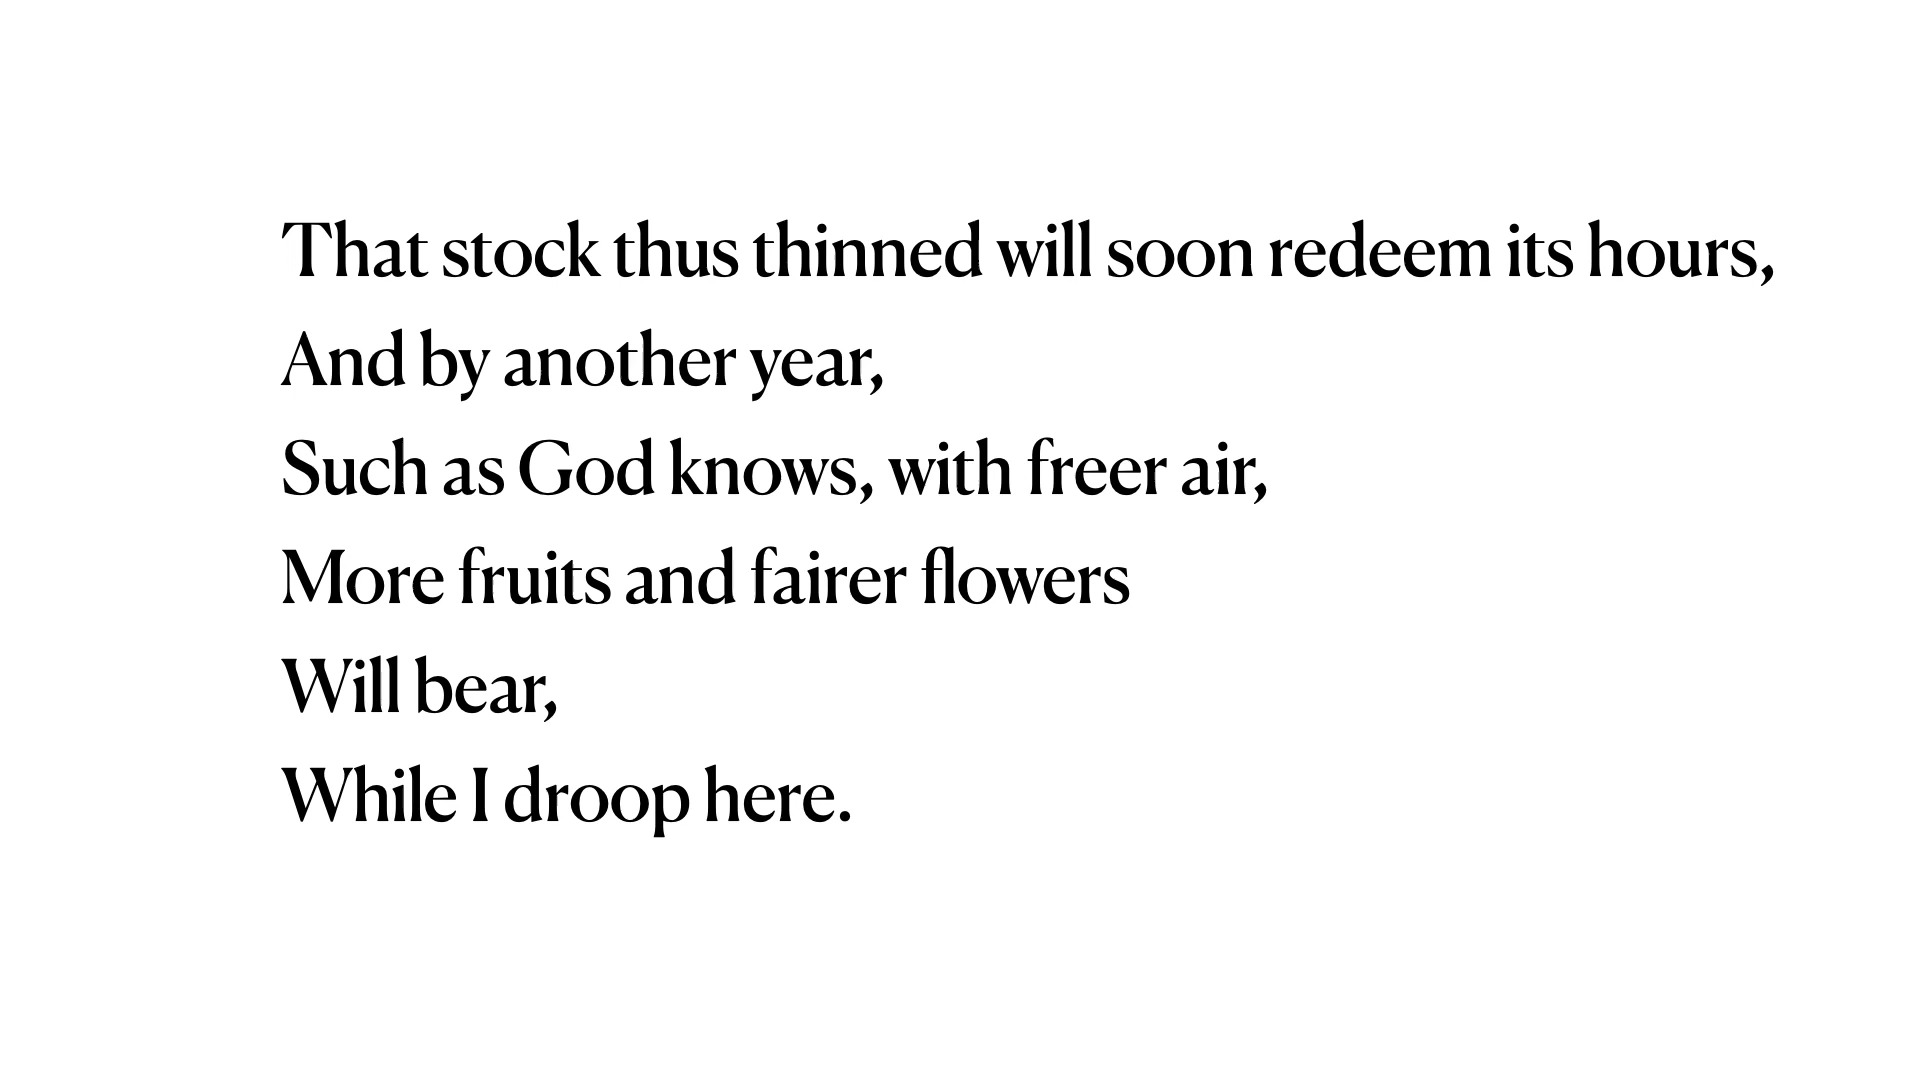 That stock thus thinned will soon redeem its hours,
And by another year,
Such as God knows, with freer air,
More fruits and fairer flowers
Will bear,
While I droop here.